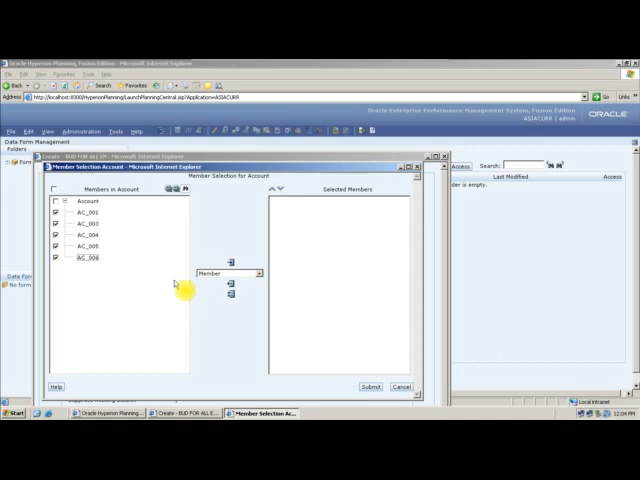 Oracle Hyperion Planning, Fusion Edition - Microsoft Internet Explorer
File Edit View Favorites Tools Help
Back Search Favorites
Address http://localhost:8300/HyperionPlanning/LaunchPlanningCentral.jsp?Application=ASIACURR Go Links »
Oracle Enterprise Performance Management System, Fusion Edition
ASIACURR | admin
ORACLE
File Edit View Administration Tools Help
Data Form Management
Folders
Form
Create - BUD FOR ALL EM - Microsoft Internet Explorer
Access Search:
Last Modified Access
der is empty.
Member Selection Account - Microsoft Internet Explorer
Member Selection for Account
Members in Account
Selected Members
Account
AC_001
AC_003
AC_004
AC_005
AC_006
Member
Data Form
No form
Help Submit Cancel
Local intranet
Start Oracle Hyperion Planning... Create - BUD FOR ALL E... Member Selection Ac... 12:04 PM